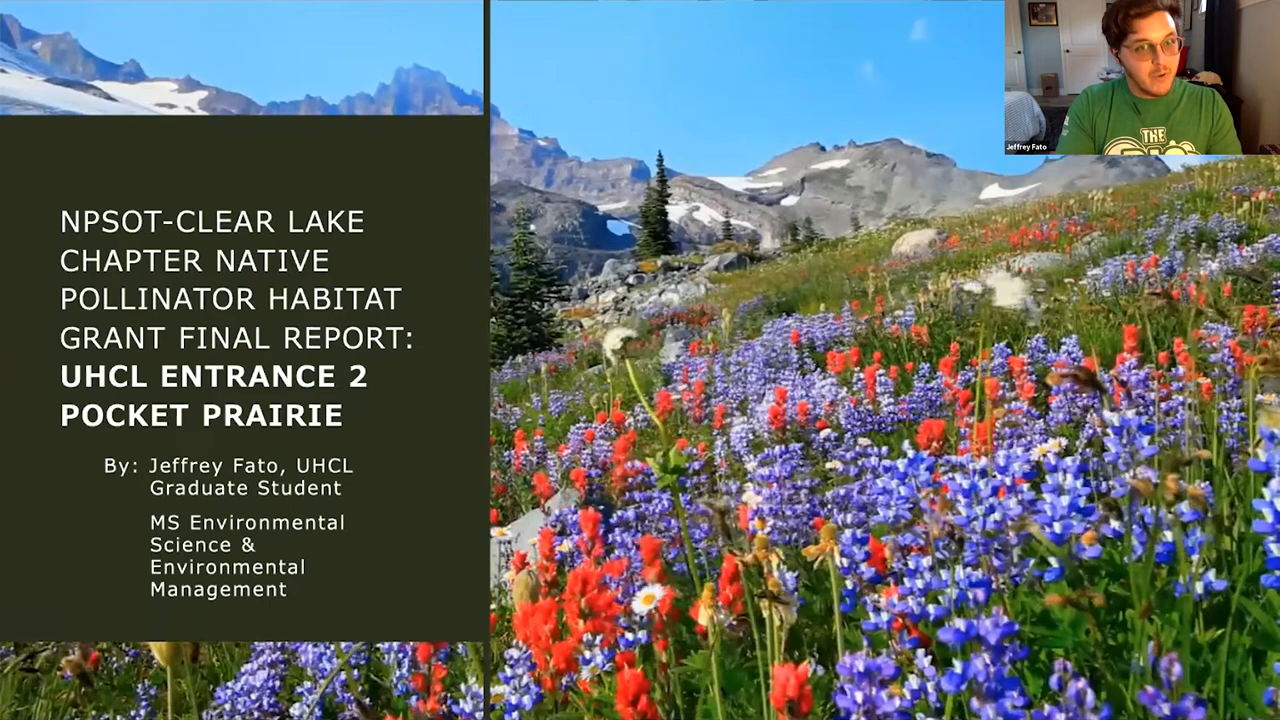 NPSOT-CLEAR LAKE
CHAPTER NATIVE
POLLINATOR HABITAT
GRANT FINAL REPORT:
UHCL ENTRANCE 2
POCKET PRAIRIE
By: Jeffrey Fato, UHCL
Graduate Student
MS Environmental
Science &
Environmental
Management
THE
Jeffrey Fato